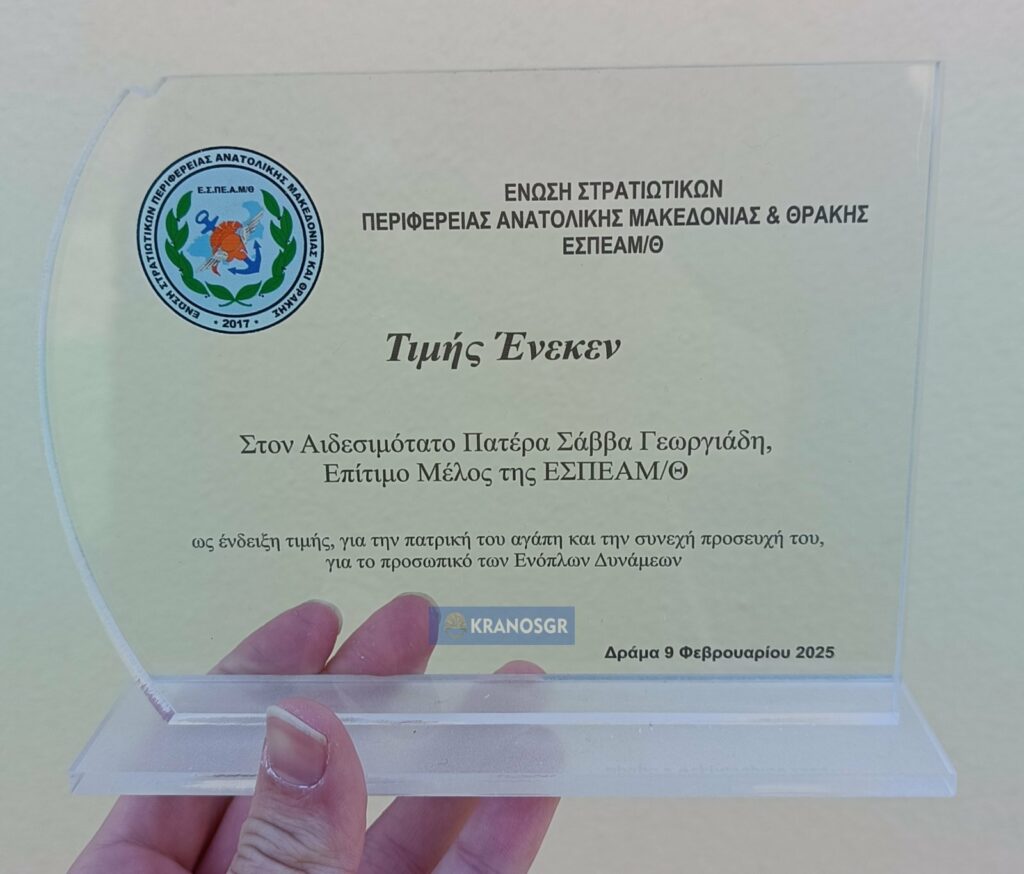 ΕΝΩΣΗ ΣΤΡΑΤΙΩΤΙΚΩΝ ΠΕΡΙΦΕΡΕΙΑΣ ΑΝΑΤΟΛΙΚΗΣ ΜΑΚΕΔΟΝΙΑΣ ΚΑΙ ΘΡΑΚΗΣ
Ε.Σ.ΠΕ.Α.Μ/Θ
* 2017 *
ΕΝΩΣΗ ΣΤΡΑΤΙΩΤΙΚΩΝ
ΠΕΡΙΦΕΡΕΙΑΣ ΑΝΑΤΟΛΙΚΗΣ ΜΑΚΕΔΟΝΙΑΣ & ΘΡΑΚΗΣ
ΕΣΠΕΑΜ/Θ
Τιμής Ένεκεν
Στον Αιδεσιμότατο Πατέρα Σάββα Γεωργιάδη,
Επίτιμο Μέλος της ΕΣΠΕΑΜ/Θ
ως ένδειξη τιμής, για την πατρική του αγάπη και την συνεχή προσευχή του,
για το προσωπικό των Ενόπλων Δυνάμεων
KRANOSGR
Δράμα 9 Φεβρουαρίου 2025